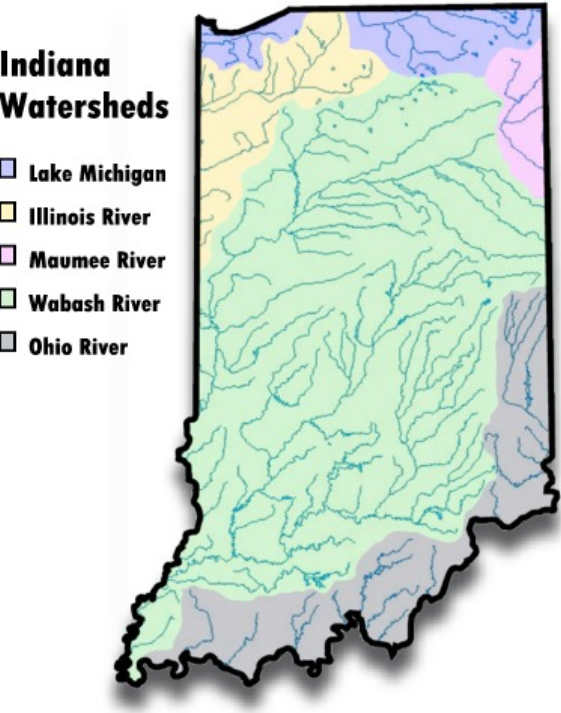 Indiana
Watersheds
Lake Michigan
Illinois River
Maumee River
Wabash River
Ohio River